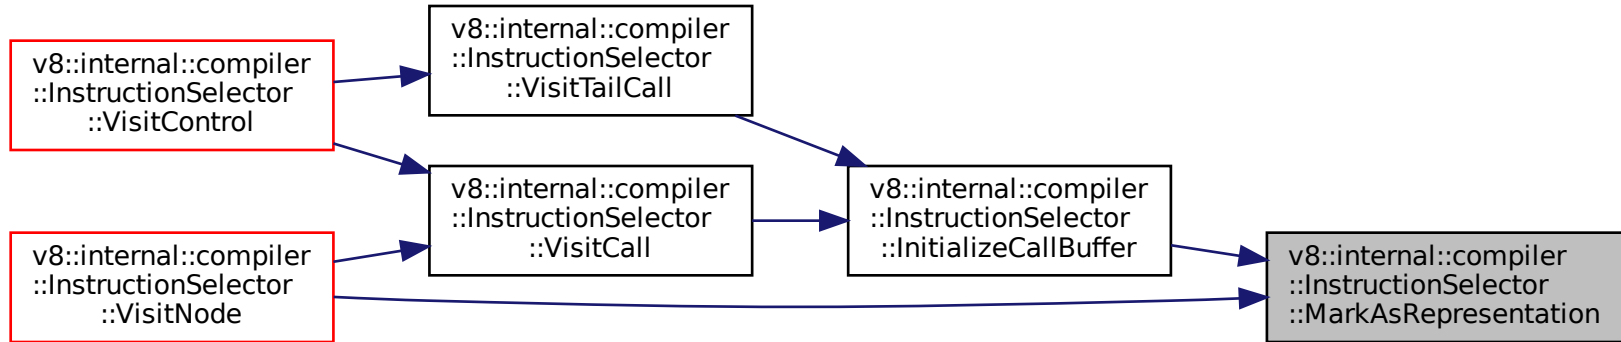 v8::internal::compiler
::InstructionSelector
::VisitControl
v8::internal::compiler
::InstructionSelector
::VisitNode
v8::internal::compiler
::InstructionSelector
::VisitTailCall
v8::internal::compiler
::InstructionSelector
::VisitCall
v8::internal::compiler
::InstructionSelector
::InitializeCallBuffer
v8::internal::compiler
::InstructionSelector
::MarkAsRepresentation